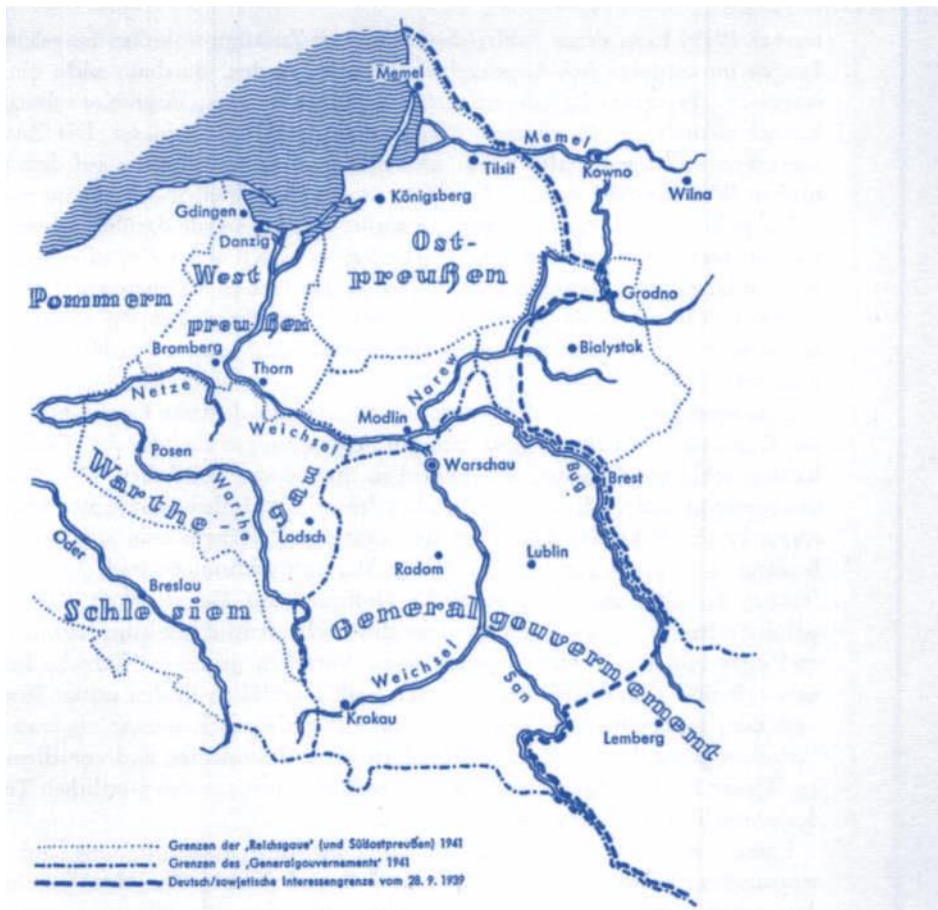 Memel
Memel
Tilsit
Kowno
Wilna
Königsberg
Gdingen
Danzig
Ost-
preußen
West
preußen
Pommern
Grodno
Bialystok
Bromberg
Thorn
Netze
Narew
Weichsel
Modlin
Warschau
Bug
Brest
Posen
Warthe
gau
Warthe
Lodsch
Oder
Radom
Lublin
Breslau
Schlesien
General
gouvernement
Weichsel
San
Krakau
Lemberg
Grenzen der „Reichsgaue“ (und Südostpreußen) 1941
Grenzen des „Generalgouvernements“ 1941
Deutsch/sowjetische Interessengrenze vom 28. 9. 1939